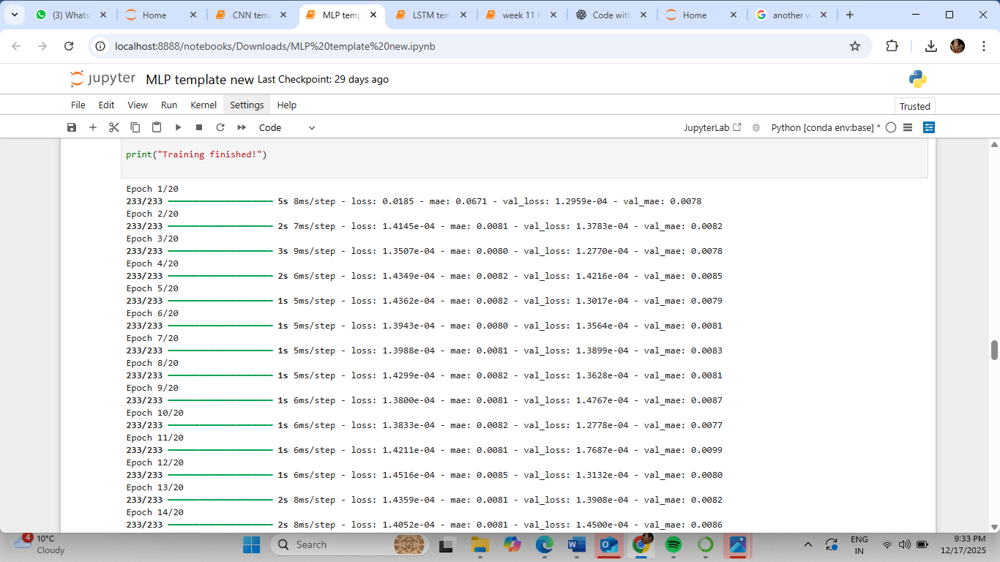 (3) Whats
Home
CNN temp
MLP temp
LSTM tem
week 11 f
Code with
Home
another w
localhost:8888/notebooks/Downloads/MLP%20template%20new.ipynb
jupyter MLP template new Last Checkpoint: 29 days ago
File Edit View Run Kernel Settings Help
Trusted
Code
JupyterLab
Python [conda env:base] *
print("Training finished!")
Epoch 1/20
233/233 5s 8ms/step - loss: 0.0185 - mae: 0.0671 - val_loss: 1.2959e-04 - val_mae: 0.0078
Epoch 2/20
233/233 2s 7ms/step - loss: 1.4145e-04 - mae: 0.0081 - val_loss: 1.3783e-04 - val_mae: 0.0082
Epoch 3/20
233/233 3s 9ms/step - loss: 1.3507e-04 - mae: 0.0080 - val_loss: 1.2770e-04 - val_mae: 0.0078
Epoch 4/20
233/233 2s 6ms/step - loss: 1.4349e-04 - mae: 0.0082 - val_loss: 1.4216e-04 - val_mae: 0.0085
Epoch 5/20
233/233 1s 5ms/step - loss: 1.4362e-04 - mae: 0.0082 - val_loss: 1.3017e-04 - val_mae: 0.0079
Epoch 6/20
233/233 1s 5ms/step - loss: 1.3943e-04 - mae: 0.0080 - val_loss: 1.3564e-04 - val_mae: 0.0081
Epoch 7/20
233/233 1s 5ms/step - loss: 1.3988e-04 - mae: 0.0081 - val_loss: 1.3899e-04 - val_mae: 0.0083
Epoch 8/20
233/233 1s 5ms/step - loss: 1.4299e-04 - mae: 0.0082 - val_loss: 1.3628e-04 - val_mae: 0.0081
Epoch 9/20
233/233 1s 6ms/step - loss: 1.3800e-04 - mae: 0.0081 - val_loss: 1.4767e-04 - val_mae: 0.0087
Epoch 10/20
233/233 1s 6ms/step - loss: 1.3833e-04 - mae: 0.0082 - val_loss: 1.2778e-04 - val_mae: 0.0077
Epoch 11/20
233/233 1s 6ms/step - loss: 1.4211e-04 - mae: 0.0081 - val_loss: 1.7687e-04 - val_mae: 0.0099
Epoch 12/20
233/233 1s 6ms/step - loss: 1.4516e-04 - mae: 0.0085 - val_loss: 1.3132e-04 - val_mae: 0.0080
Epoch 13/20
233/233 2s 8ms/step - loss: 1.4359e-04 - mae: 0.0081 - val_loss: 1.3908e-04 - val_mae: 0.0082
Epoch 14/20
233/233 2s 8ms/step - loss: 1.4052e-04 - mae: 0.0081 - val_loss: 1.4500e-04 - val_mae: 0.0086
4
10°C
Cloudy
Search
ENG
IN
9:33 PM
12/17/2025